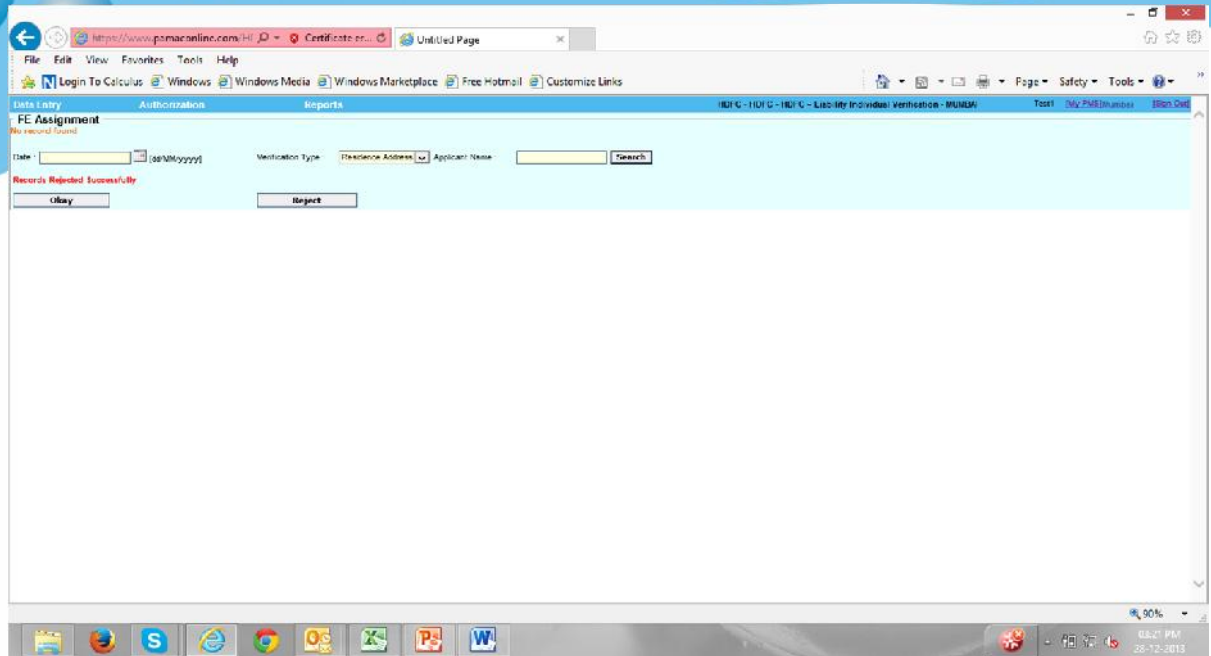 https://www.pamaconline.com/HI Certificate er... Untitled Page
File Edit View Favorites Tools Help
Login To Calculus Windows Windows Media Windows Marketplace Free Hotmail Customize Links Page Safety Tools
Data Entry Authorization Reports HDFC - HDFC - HDFC - Liability Individual Verification - MUMBAI Test1 [My PMS] [Sign Out]
FE Assignment
No record found
Date : [dd/MM/yyyy] Verification Type Residence Address Applicant Name Search
Records Rejected Successfully
Okay Reject
90%
03:21 PM
28-12-2013